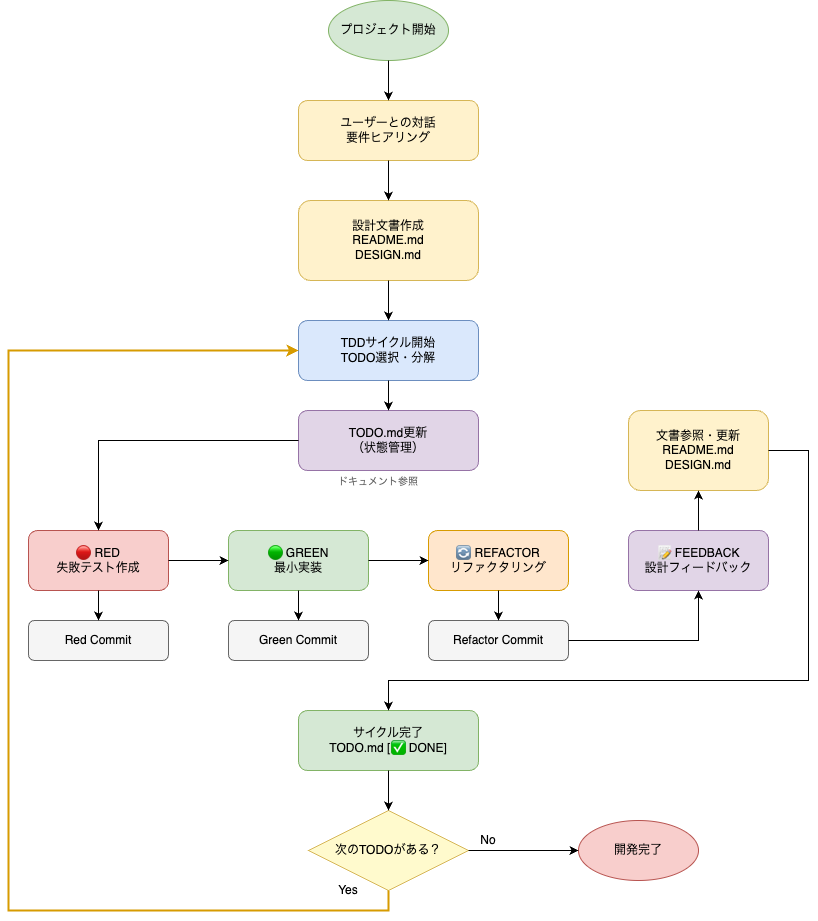 プロジェクト開始
ユーザーとの対話
要件ヒアリング
設計文書作成
README.md
DESIGN.md
TDDサイクル開始
TODO選択・分解
TODO.md更新
（状態管理）
ドキュメント参照
文書参照・更新
README.md
DESIGN.md
🔴 RED
失敗テスト作成
🟢 GREEN
最小実装
🔄 REFACTOR
リファクタリング
📝 FEEDBACK
設計フィードバック
Red Commit
Green Commit
Refactor Commit
サイクル完了
TODO.md [✅ DONE]
次のTODOがある？
No
開発完了
Yes